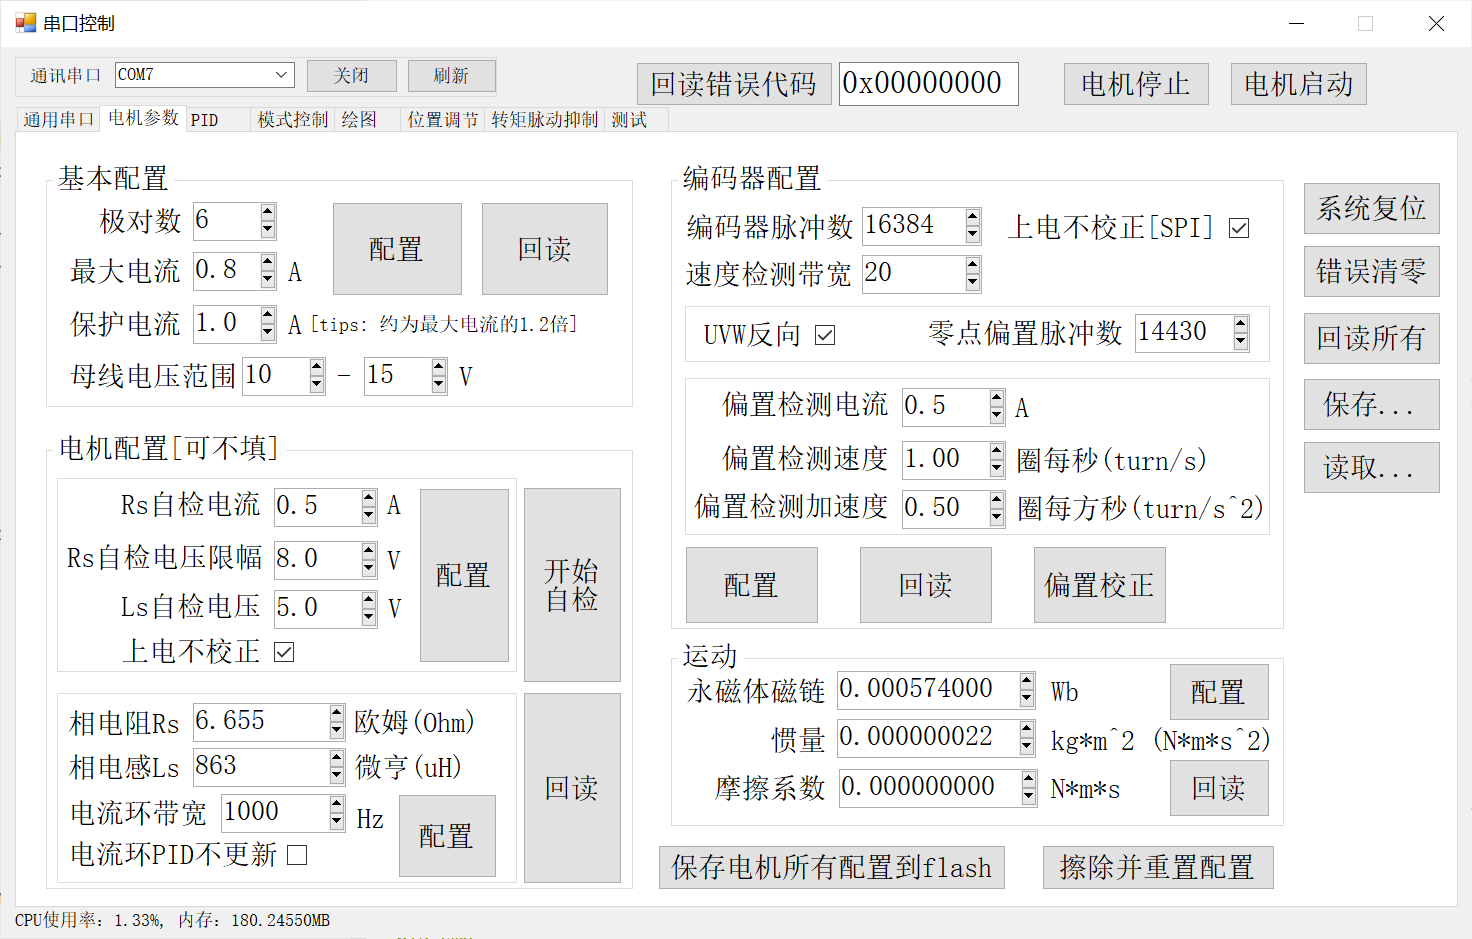 串口控制
通讯串口 COM7 关闭 刷新 回读错误代码 0x00000000 电机停止 电机启动
通用串口 电机参数 PID 模式控制 绘图 位置调节 转矩脉动抑制 测试
基本配置
极对数 6
最大电流 0.8 A
保护电流 1.0 A [tips: 约为最大电流的1.2倍]
母线电压范围 10 - 15 V
配置 回读
电机配置[可不填]
Rs自检电流 0.5 A
Rs自检电压限幅 8.0 V
Ls自检电压 5.0 V
上电不校正
配置
开始
自检
相电阻Rs 6.655 欧姆(Ohm)
相电感Ls 863 微亨(uH)
电流环带宽 1000 Hz
电流环PID不更新
配置
回读
编码器配置
编码器脉冲数 16384 上电不校正[SPI]
速度检测带宽 20
UVW反向 零点偏置脉冲数 14430
偏置检测电流 0.5 A
偏置检测速度 1.00 圈每秒(turn/s)
偏置检测加速度 0.50 圈每方秒(turn/s^2)
配置 回读 偏置校正
运动
永磁体磁链 0.000574000 Wb 配置
惯量 0.000000022 kg*m^2 (N*m*s^2)
摩擦系数 0.000000000 N*m*s 回读
保存电机所有配置到flash 擦除并重置配置
系统复位
错误清零
回读所有
保存...
读取...
CPU使用率: 1.33%, 内存: 180.24550MB